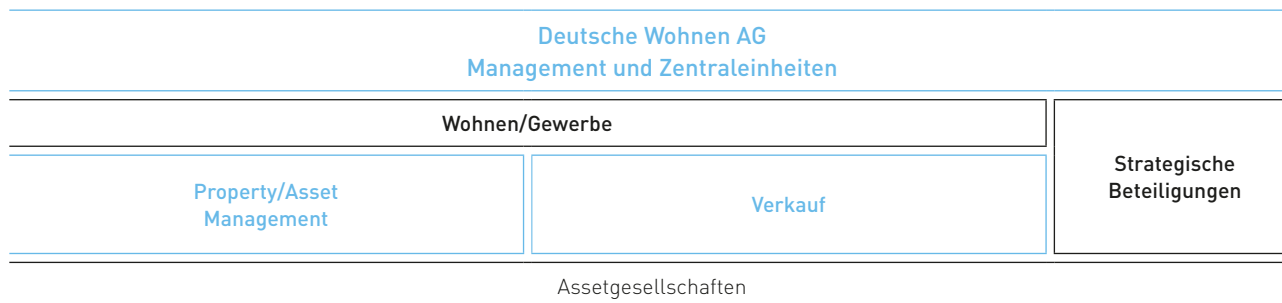 Deutsche Wohnen AG
Management und Zentraleinheiten
Wohnen/Gewerbe
Property/Asset
Management
Verkauf
Strategische
Beteiligungen
Assetgesellschaften